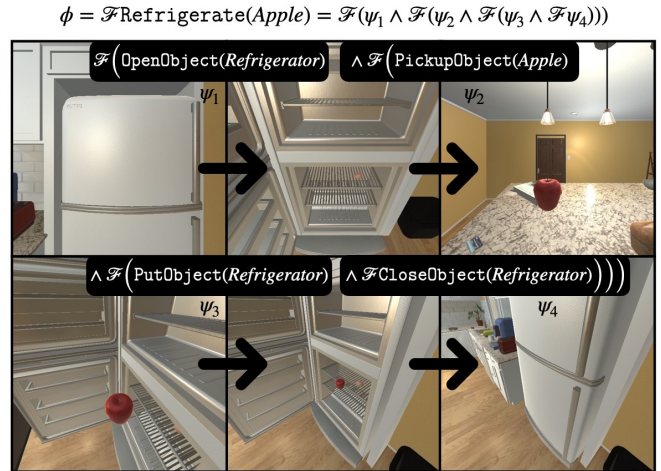 ϕ = ℱRefrigerate(Apple) = ℱ(ψ₁ ∧ ℱ(ψ₂ ∧ ℱ(ψ₃ ∧ ℱψ₄)))
ℱ(OpenObject(Refrigerator) ∧ ℱ(PickupObject(Apple)
ψ₁ ψ₂
∧ ℱ(PutObject(Refrigerator) ∧ ℱCloseObject(Refrigerator))))
ψ₃ ψ₄